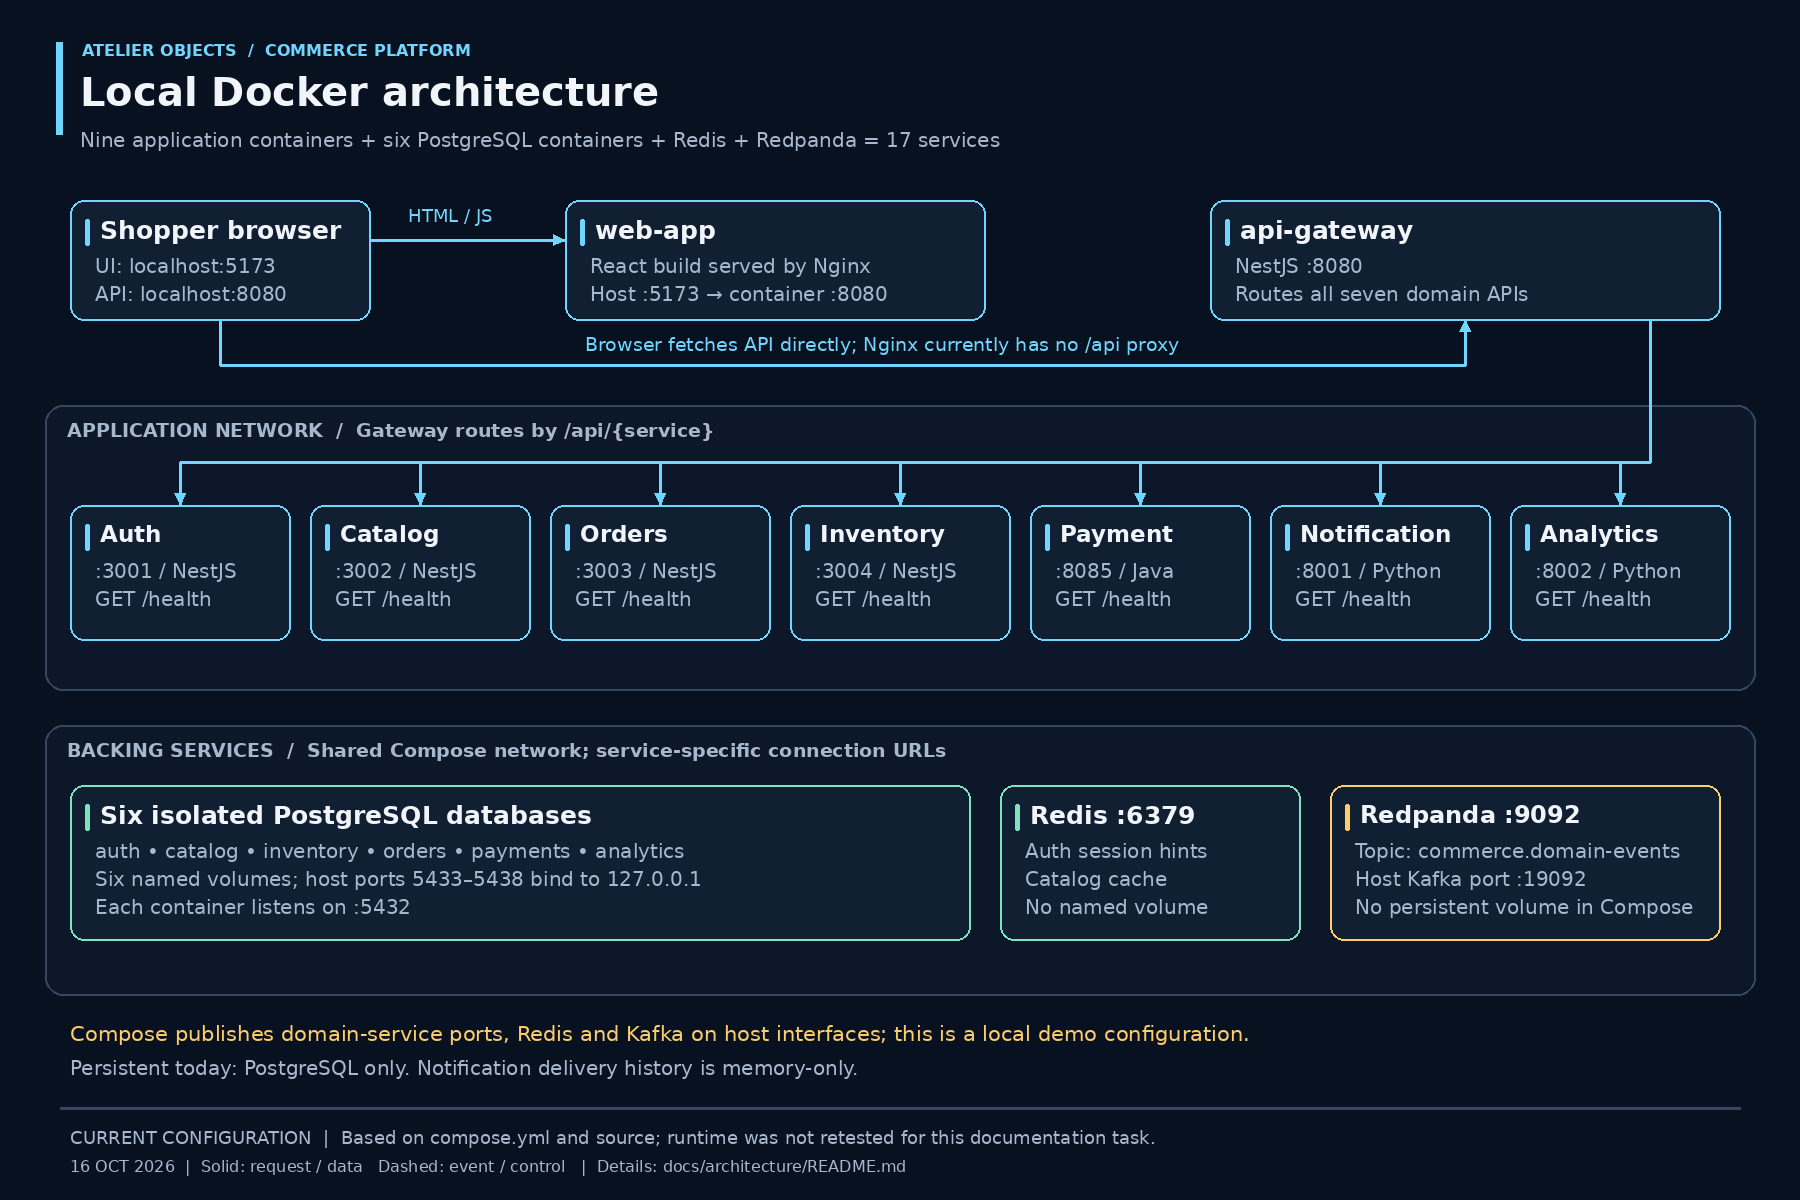 ATELIER OBJECTS / COMMERCE PLATFORM
Local Docker architecture
Nine application containers + six PostgreSQL containers + Redis + Redpanda = 17 services
Shopper browser
UI: localhost:5173
API: localhost:8080
HTML / JS
web-app
React build served by Nginx
Host :5173 → container :8080
api-gateway
NestJS :8080
Routes all seven domain APIs
Browser fetches API directly; Nginx currently has no /api proxy
APPLICATION NETWORK / Gateway routes by /api/{service}
Auth
:3001 / NestJS
GET /health
Catalog
:3002 / NestJS
GET /health
Orders
:3003 / NestJS
GET /health
Inventory
:3004 / NestJS
GET /health
Payment
:8085 / Java
GET /health
Notification
:8001 / Python
GET /health
Analytics
:8002 / Python
GET /health
BACKING SERVICES / Shared Compose network; service-specific connection URLs
Six isolated PostgreSQL databases
auth • catalog • inventory • orders • payments • analytics
Six named volumes; host ports 5433–5438 bind to 127.0.0.1
Each container listens on :5432
Redis :6379
Auth session hints
Catalog cache
No named volume
Redpanda :9092
Topic: commerce.domain-events
Host Kafka port :19092
No persistent volume in Compose
Compose publishes domain-service ports, Redis and Kafka on host interfaces; this is a local demo configuration.
Persistent today: PostgreSQL only. Notification delivery history is memory-only.
CURRENT CONFIGURATION | Based on compose.yml and source; runtime was not retested for this documentation task.
16 OCT 2026 | Solid: request / data Dashed: event / control | Details: docs/architecture/README.md